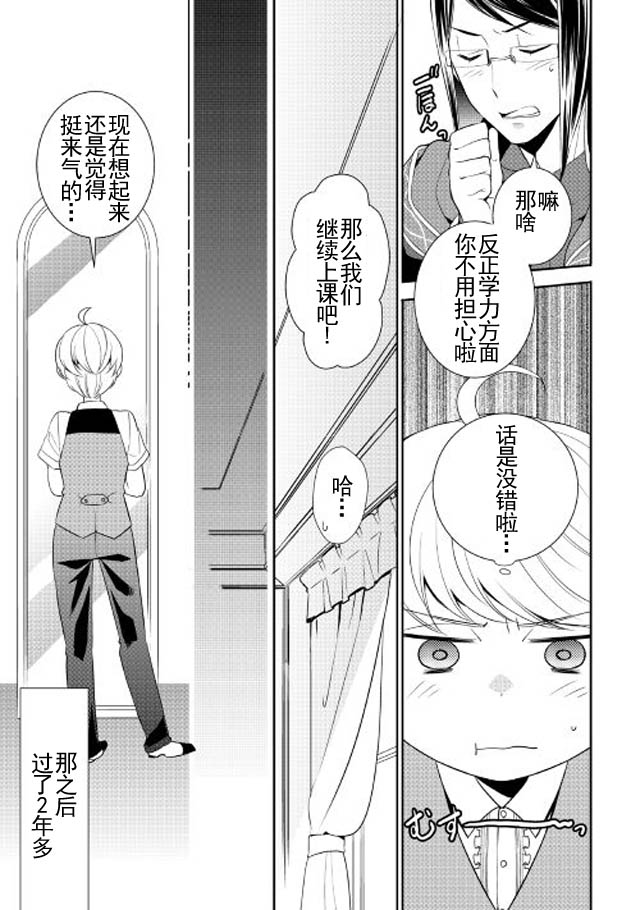 ごほんっ
嘛
那啥
反正学力方面
你不用担心啦
话是没错啦…
むすーーっ
那么我们
继续上课吧！
哈…
现在想起来
还是觉得
挺来气的…
那之后
过了2年多